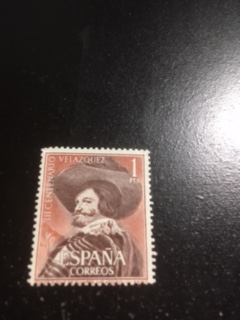 III CENTENARIO VELAZQUEZ
1
PTA
ESPAÑA
CORREOS